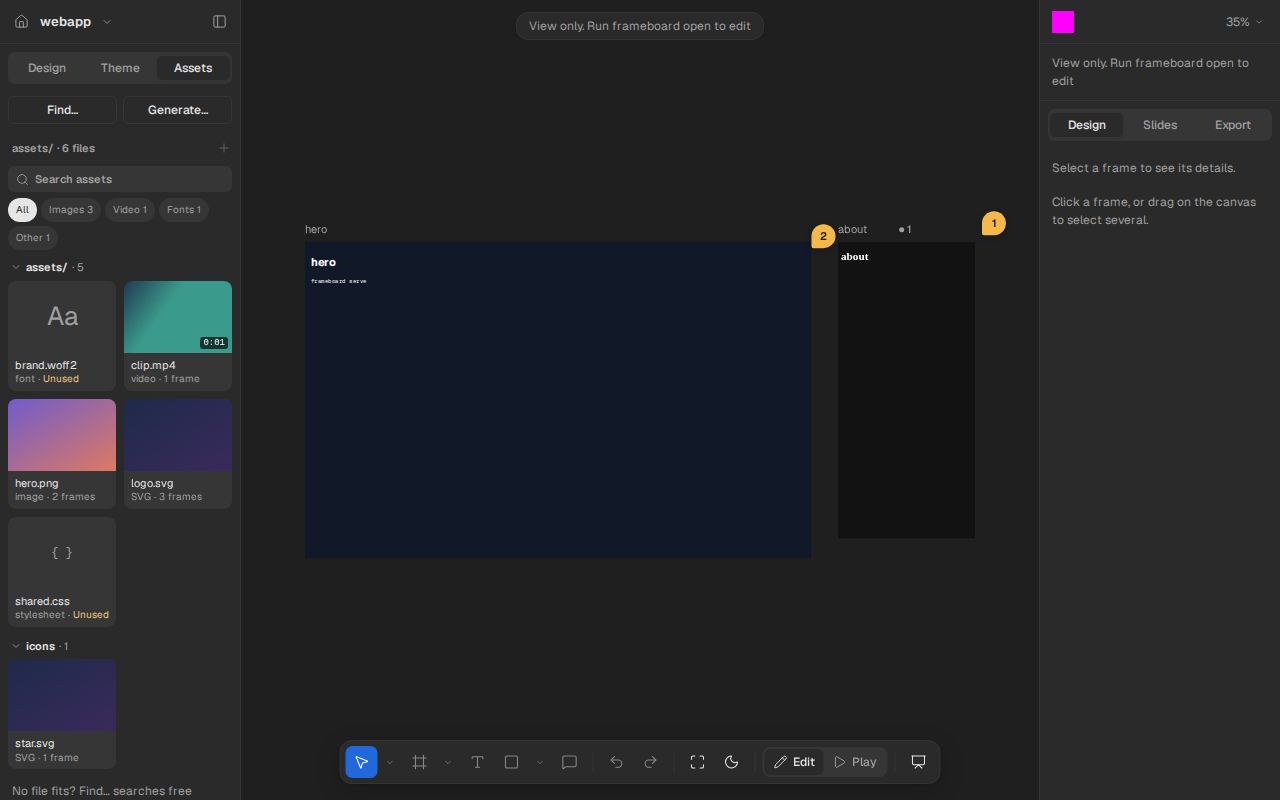 webapp
View only. Run frameboard open to edit
35%
Design
Theme
Assets
Find...
Generate...
assets/ · 6 files
Search assets
All
Images 3
Video 1
Fonts 1
Other 1
assets/ · 5
Aa
brand.woff2
font · Unused
0:01
clip.mp4
video · 1 frame
hero.png
image · 2 frames
logo.svg
SVG · 3 frames
{ }
shared.css
stylesheet · Unused
icons · 1
star.svg
SVG · 1 frame
No file fits? Find... searches free
hero
2
about
1
1
hero
frameboard serve
about
Edit
Play
View only. Run frameboard open to
edit
Design
Slides
Export
Select a frame to see its details.
Click a frame, or drag on the canvas
to select several.